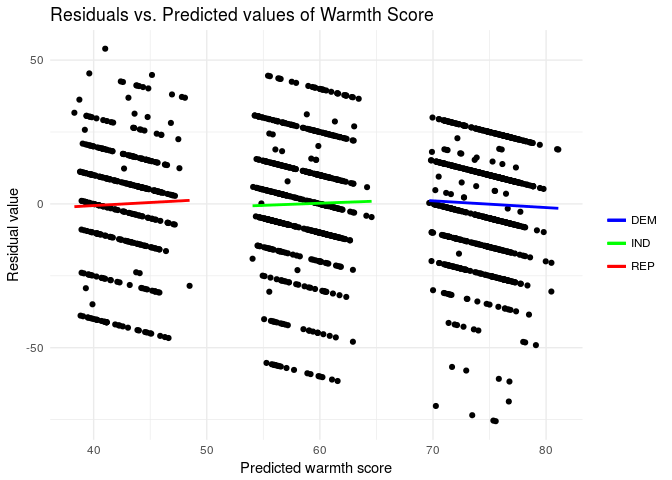 Residuals vs. Predicted values of Warmth Score
Residual value
50
0
-50
40
50
60
70
80
Predicted warmth score
DEM
IND
REP